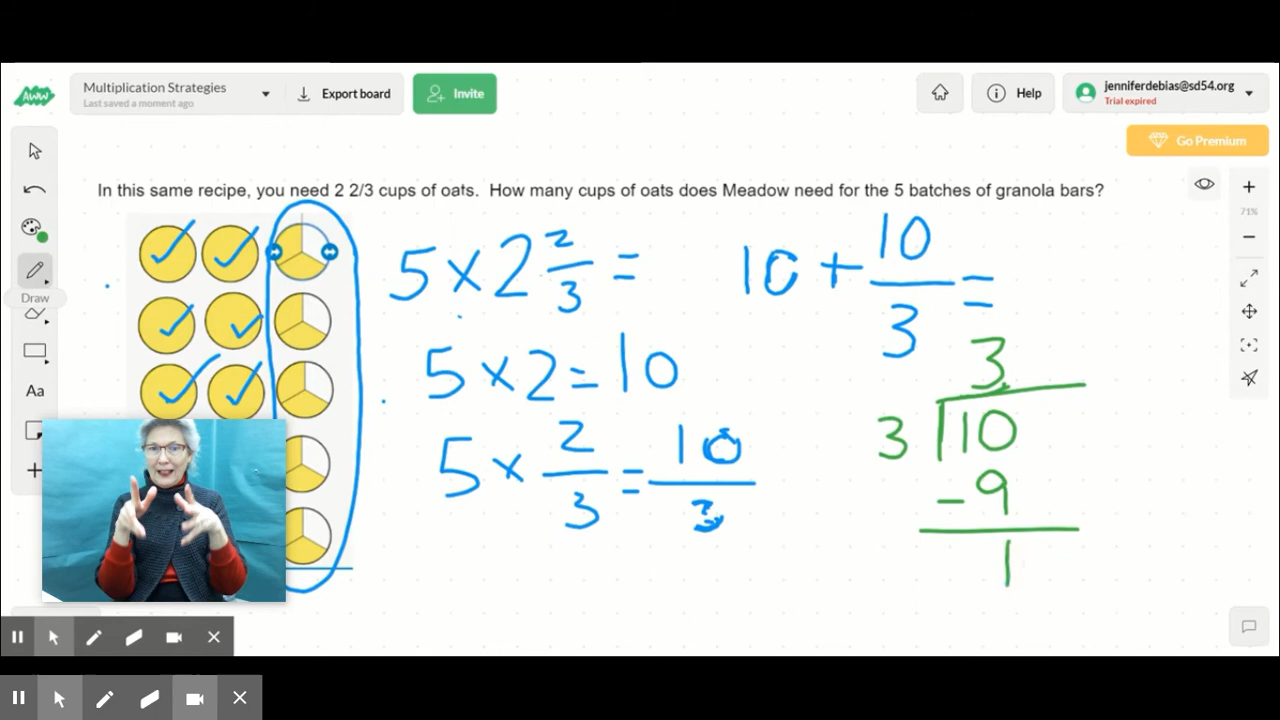 AWW
Multiplication Strategies
Last saved a moment ago
Export board
Invite
Help
jenniferdebias@sd54.org
Trial expired
Go Premium
In this same recipe, you need 2 2/3 cups of oats. How many cups of oats does Meadow need for the 5 batches of granola bars?
71%
Draw
Aa
5 × 2 2/3 =
5 × 2 = 10
5 × 2/3 = 10/3
10 + 10/3 =
3
3 10
- 9
1